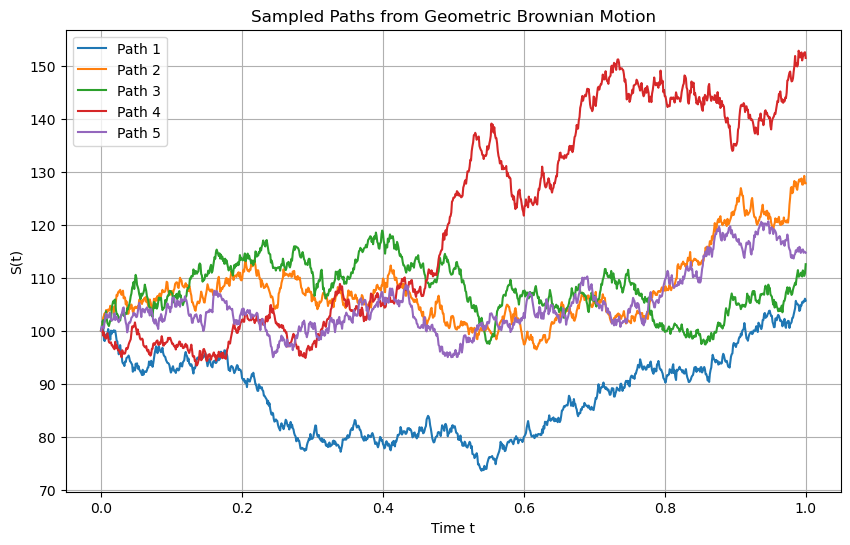 Sampled Paths from Geometric Brownian Motion
Path 1
Path 2
Path 3
Path 4
Path 5
S(t)
150
140
130
120
110
100
90
80
70
0.0
0.2
0.4
0.6
0.8
1.0
Time t